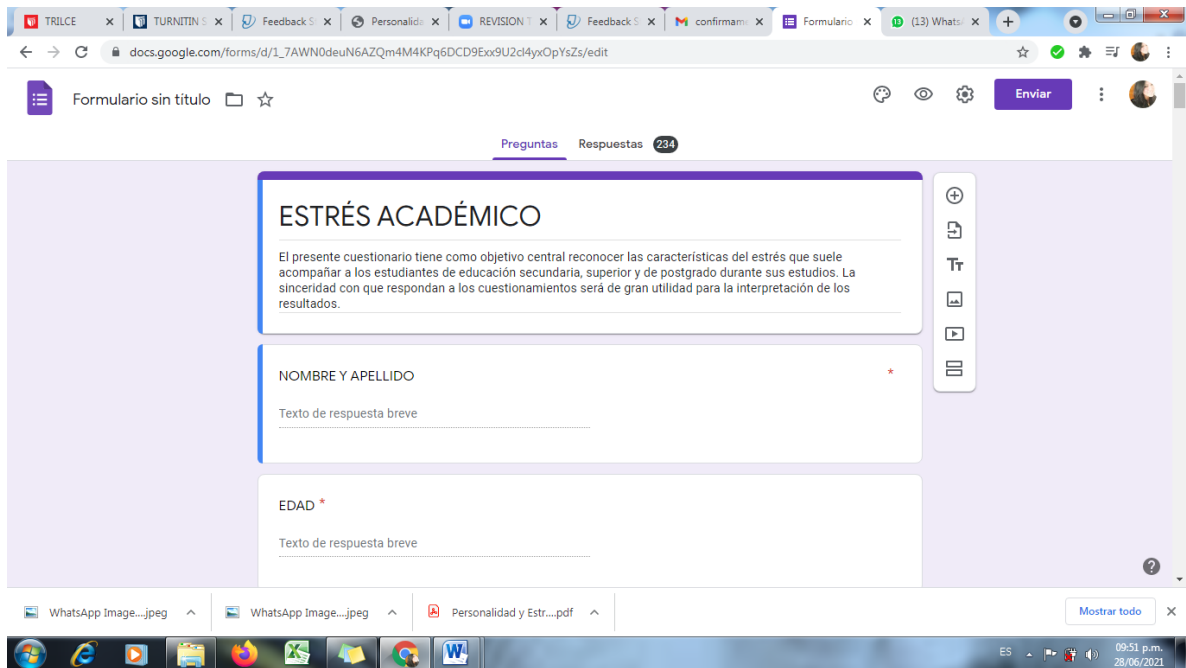 TRILCE
TURNITIN S
Feedback S
Personalida
REVISION T
Feedback S
confirmamo
Formulario
(13) Whats
docs.google.com/forms/d/1_7AWN0deuN6AZQm4M4KPq6DCD9Exx9U2cl4yxOpYsZs/edit
Formulario sin título
Enviar
Preguntas Respuestas 234
ESTRÉS ACADÉMICO
El presente cuestionario tiene como objetivo central reconocer las características del estrés que suele
acompañar a los estudiantes de educación secundaria, superior y de postgrado durante sus estudios. La
sinceridad con que respondan a los cuestionamientos será de gran utilidad para la interpretación de los
resultados.
NOMBRE Y APELLIDO *
Texto de respuesta breve
EDAD *
Texto de respuesta breve
WhatsApp Image....jpeg
WhatsApp Image....jpeg
Personalidad y Estr....pdf
Mostrar todo
ES
09:51 p.m.
28/06/2021